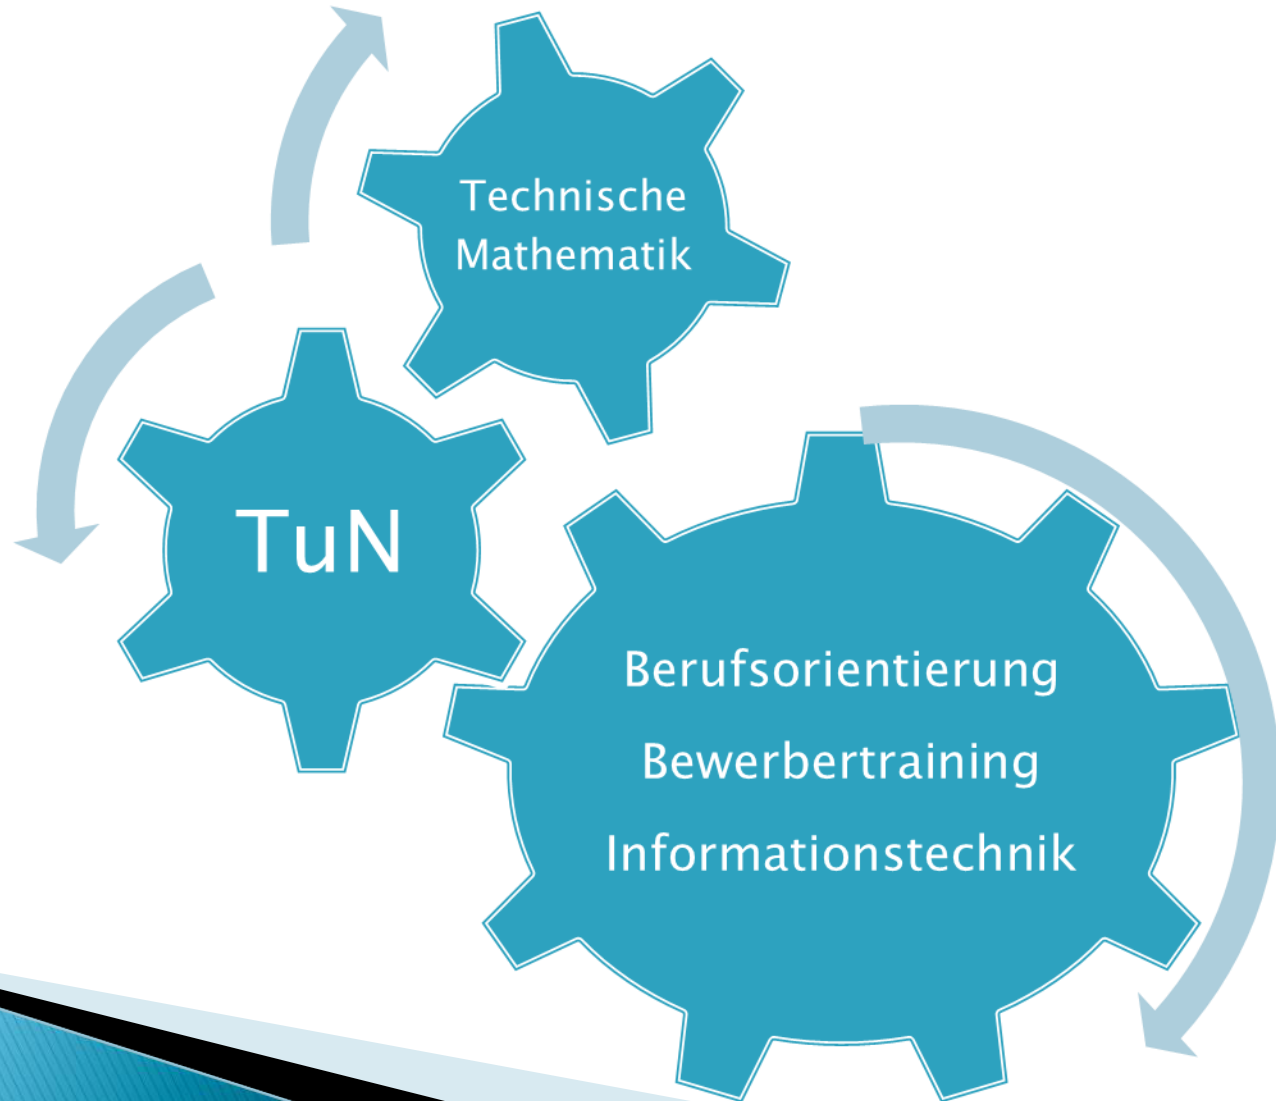 Technische
Mathematik
TuN
Berufsorientierung
Bewerbertraining
Informationstechnik